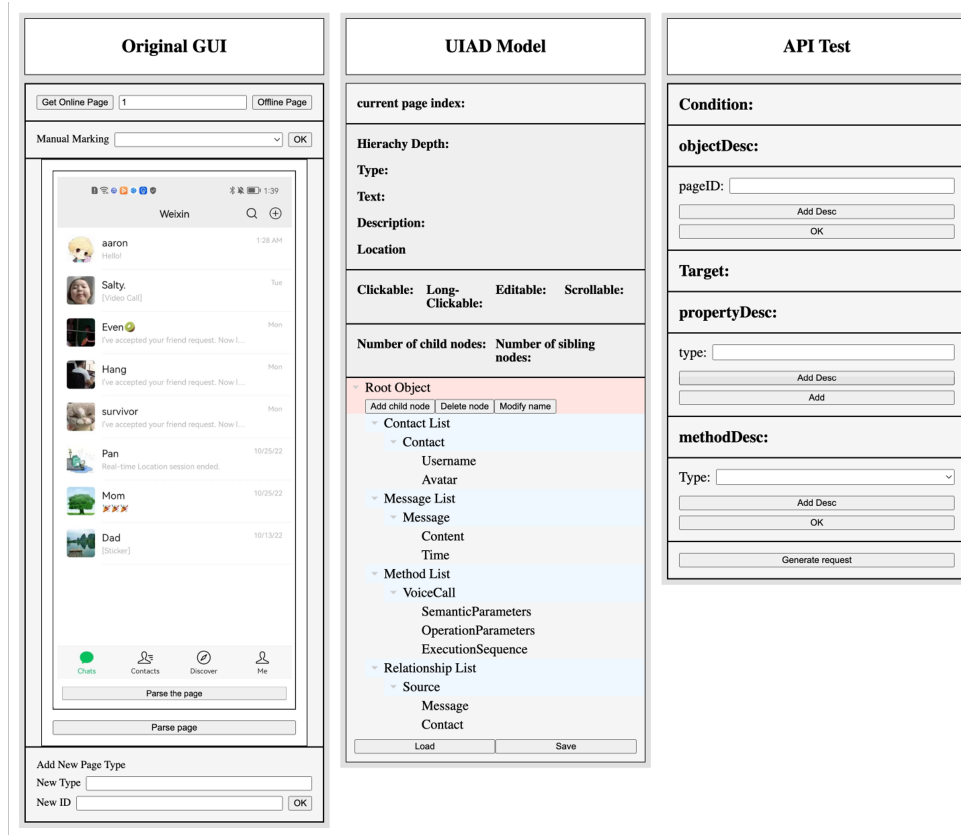 Original GUI
Get Online Page 1 Offline Page
Manual Marking OK
1:39
Weixin
aaron 1:28 AM
Hello!
Salty. Tue
[Video Call]
Even🥝 Mon
I've accepted your friend request. Now I...
Hang Mon
I've accepted your friend request. Now I...
survivor Mon
I've accepted your friend request. Now I...
Pan 10/25/22
Real-time Location session ended.
Mom 10/25/22
🎉🎉🎉
Dad 10/13/22
[Sticker]
Chats Contacts Discover Me
Parse the page
Parse page
Add New Page Type
New Type
New ID OK
UIAD Model
current page index:
Hierachy Depth:
Type:
Text:
Description:
Location
Clickable: Long-Clickable: Editable: Scrollable:
Number of child nodes: Number of sibling nodes:
Root Object
Add child node Delete node Modify name
Contact List
Contact
Username
Avatar
Message List
Message
Content
Time
Method List
VoiceCall
SemanticParameters
OperationParameters
ExecutionSequence
Relationship List
Source
Message
Contact
Load Save
API Test
Condition:
objectDesc:
pageID:
Add Desc
OK
Target:
propertyDesc:
type:
Add Desc
Add
methodDesc:
Type:
Add Desc
OK
Generate request